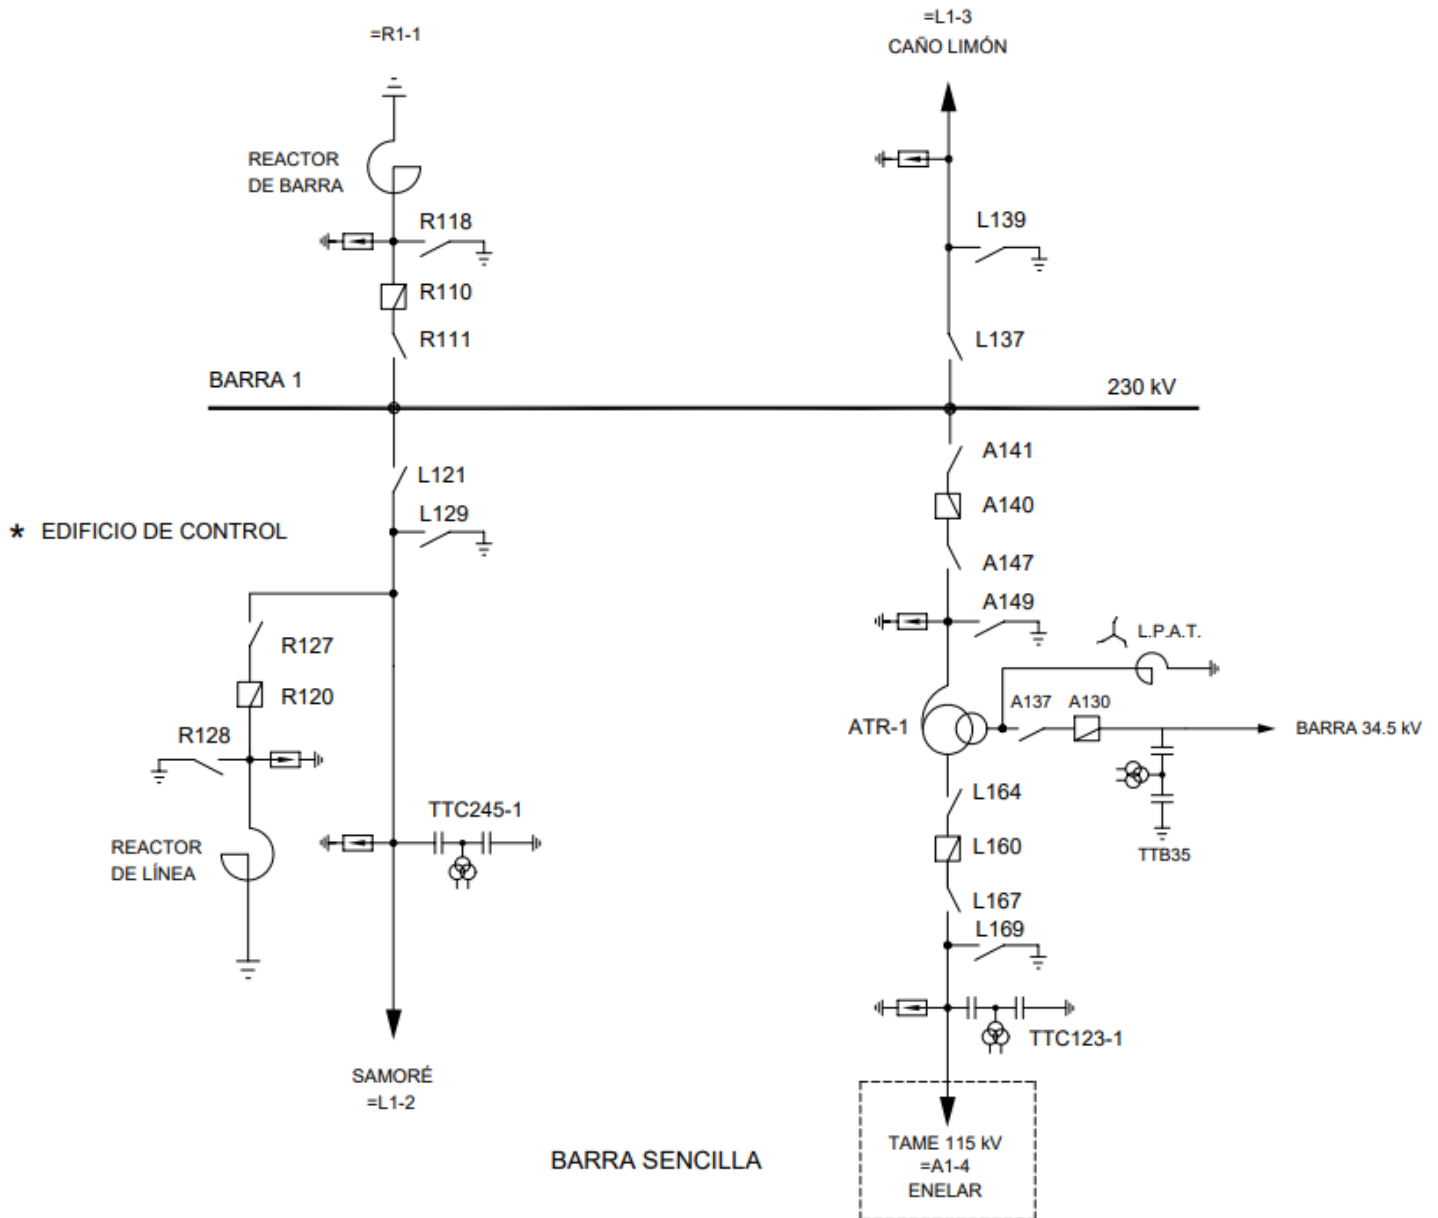 =R1-1
=L1-3
CAÑO LIMÓN
REACTOR
DE BARRA
R118
L139
R110
R111
L137
BARRA 1
230 kV
A141
L121
A140
L129
* EDIFICIO DE CONTROL
A147
A149
L.P.A.T.
R127
R120
A137
A130
ATR-1
BARRA 34.5 kV
R128
L164
TTC245-1
REACTOR
DE LÍNEA
L160
TTB35
L167
L169
TTC123-1
SAMORÉ
=L1-2
BARRA SENCILLA
TAME 115 kV
=A1-4
ENELAR